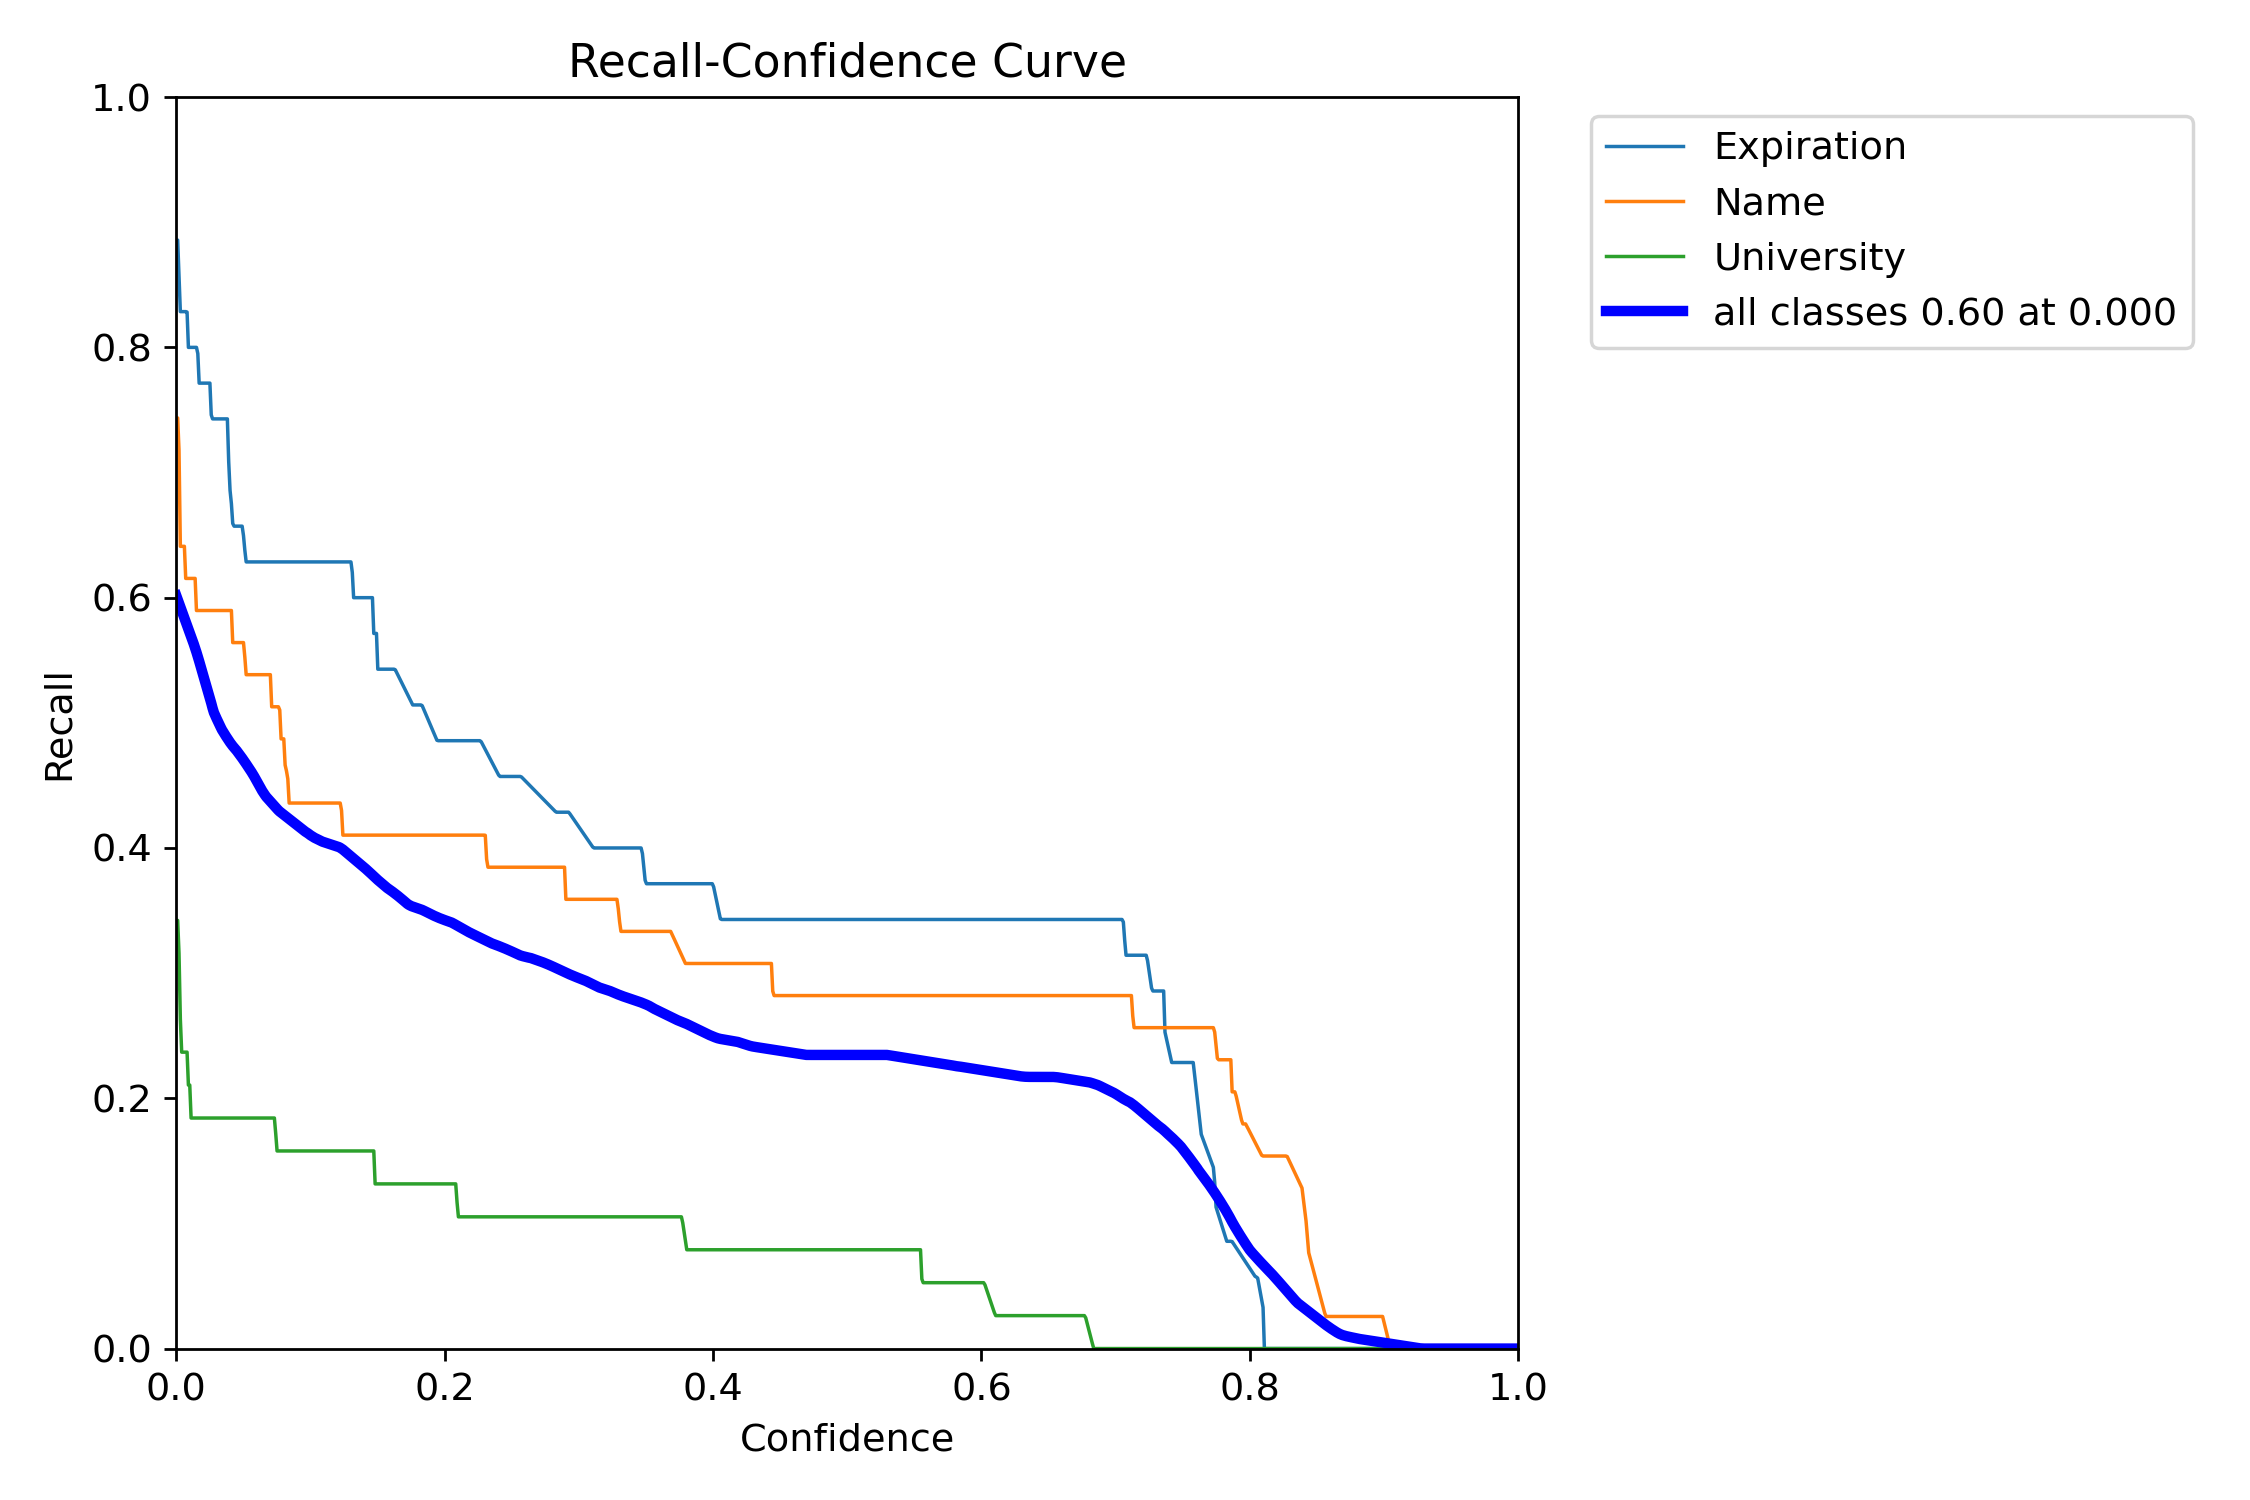 Recall-Confidence Curve
1.0
0.8
0.6
0.4
0.2
0.0
Recall
0.0 0.2 0.4 0.6 0.8 1.0
Confidence
Expiration
Name
University
all classes 0.60 at 0.000